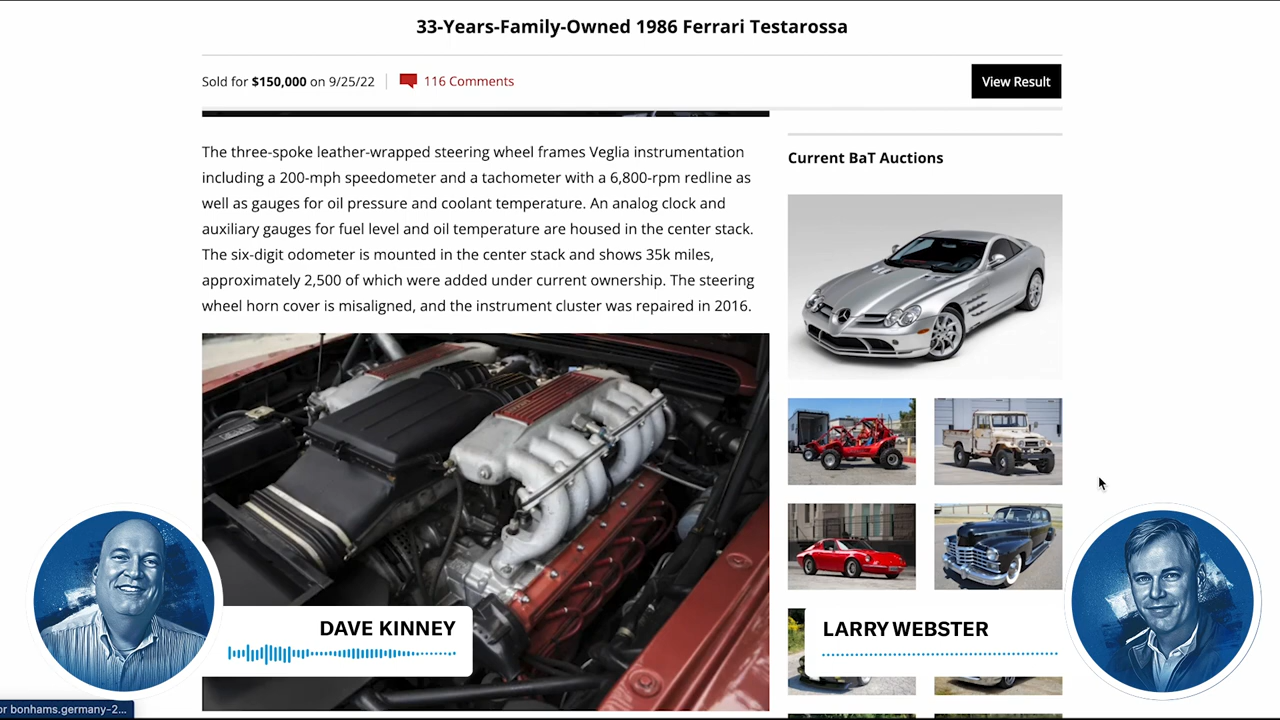 33-Years-Family-Owned 1986 Ferrari Testarossa
Sold for $150,000 on 9/25/22
116 Comments
View Result
The three-spoke leather-wrapped steering wheel frames Veglia instrumentation
including a 200-mph speedometer and a tachometer with a 6,800-rpm redline as
well as gauges for oil pressure and coolant temperature. An analog clock and
auxiliary gauges for fuel level and oil temperature are housed in the center stack.
The six-digit odometer is mounted in the center stack and shows 35k miles,
approximately 2,500 of which were added under current ownership. The steering
wheel horn cover is misaligned, and the instrument cluster was repaired in 2016.
Current BaT Auctions
DAVE KINNEY
LARRY WEBSTER
or bonhams.germany-2...